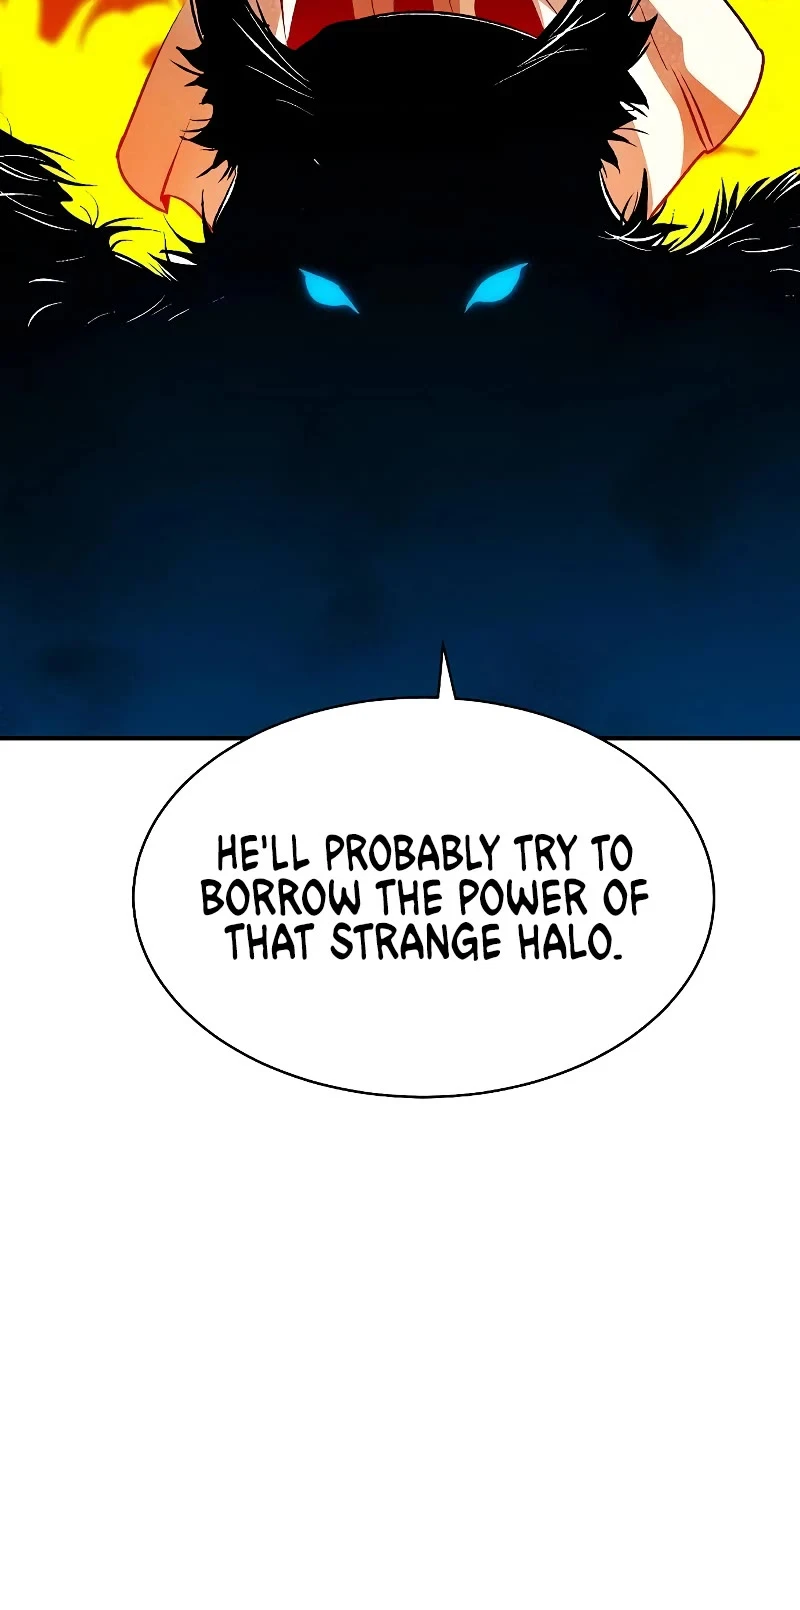 HE'LL PROBABLY TRY TO
BORROW THE POWER OF
THAT STRANGE HALO.